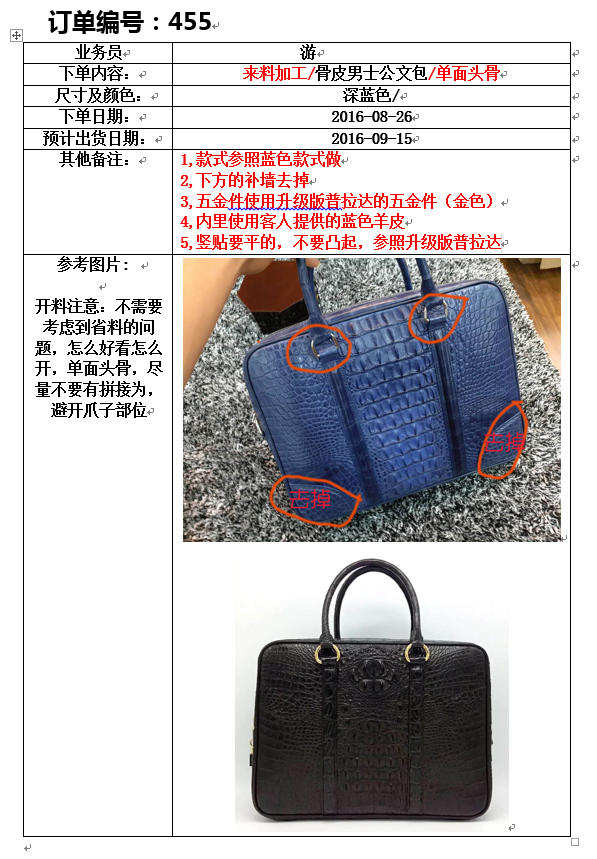 订单编号：455
业务员
游
下单内容：
来料加工/骨皮男士公文包/单面头骨
尺寸及颜色：
深蓝色/
下单日期：
2016-08-26
预计出货日期：
2016-09-15
其他备注：
1,款式参照蓝色款式做
2,下方的补墙去掉
3,五金件使用升级版普拉达的五金件（金色）
4,内里使用客人提供的蓝色羊皮
5,竖贴要平的，不要凸起，参照升级版普拉达
参考图片：
开料注意：不需要
考虑到省料的问
题，怎么好看怎么
开，单面头骨，尽
量不要有拼接为，
避开爪子部位
去掉
去掉